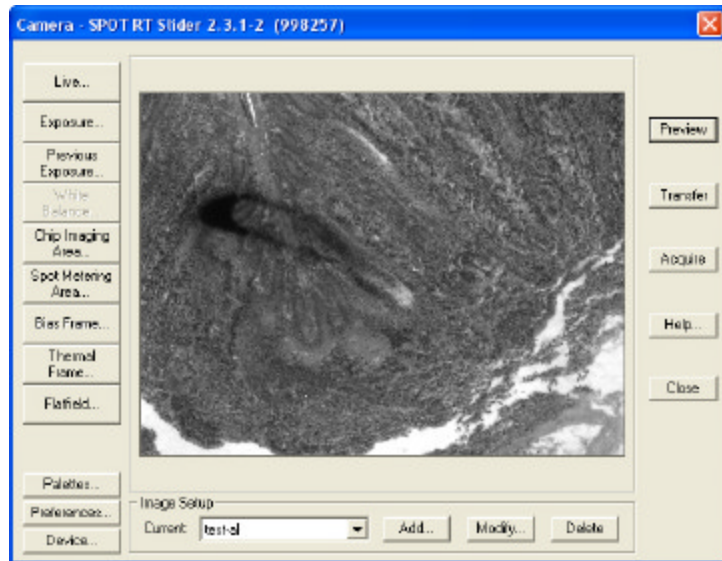 Camera - SPOT RT Slider 2.3.1-2 (998257)
Live...
Exposure...
Previous
Exposure...
White
Balance...
Chip Imaging
Area...
Spot Metering
Area...
Bias Frame...
Thermal
Frame...
Flatfield...
Palettes...
Preferences...
Device...
Preview
Transfer
Acquire
Help...
Close
Image Setup
Current: test-al Add... Modify... Delete